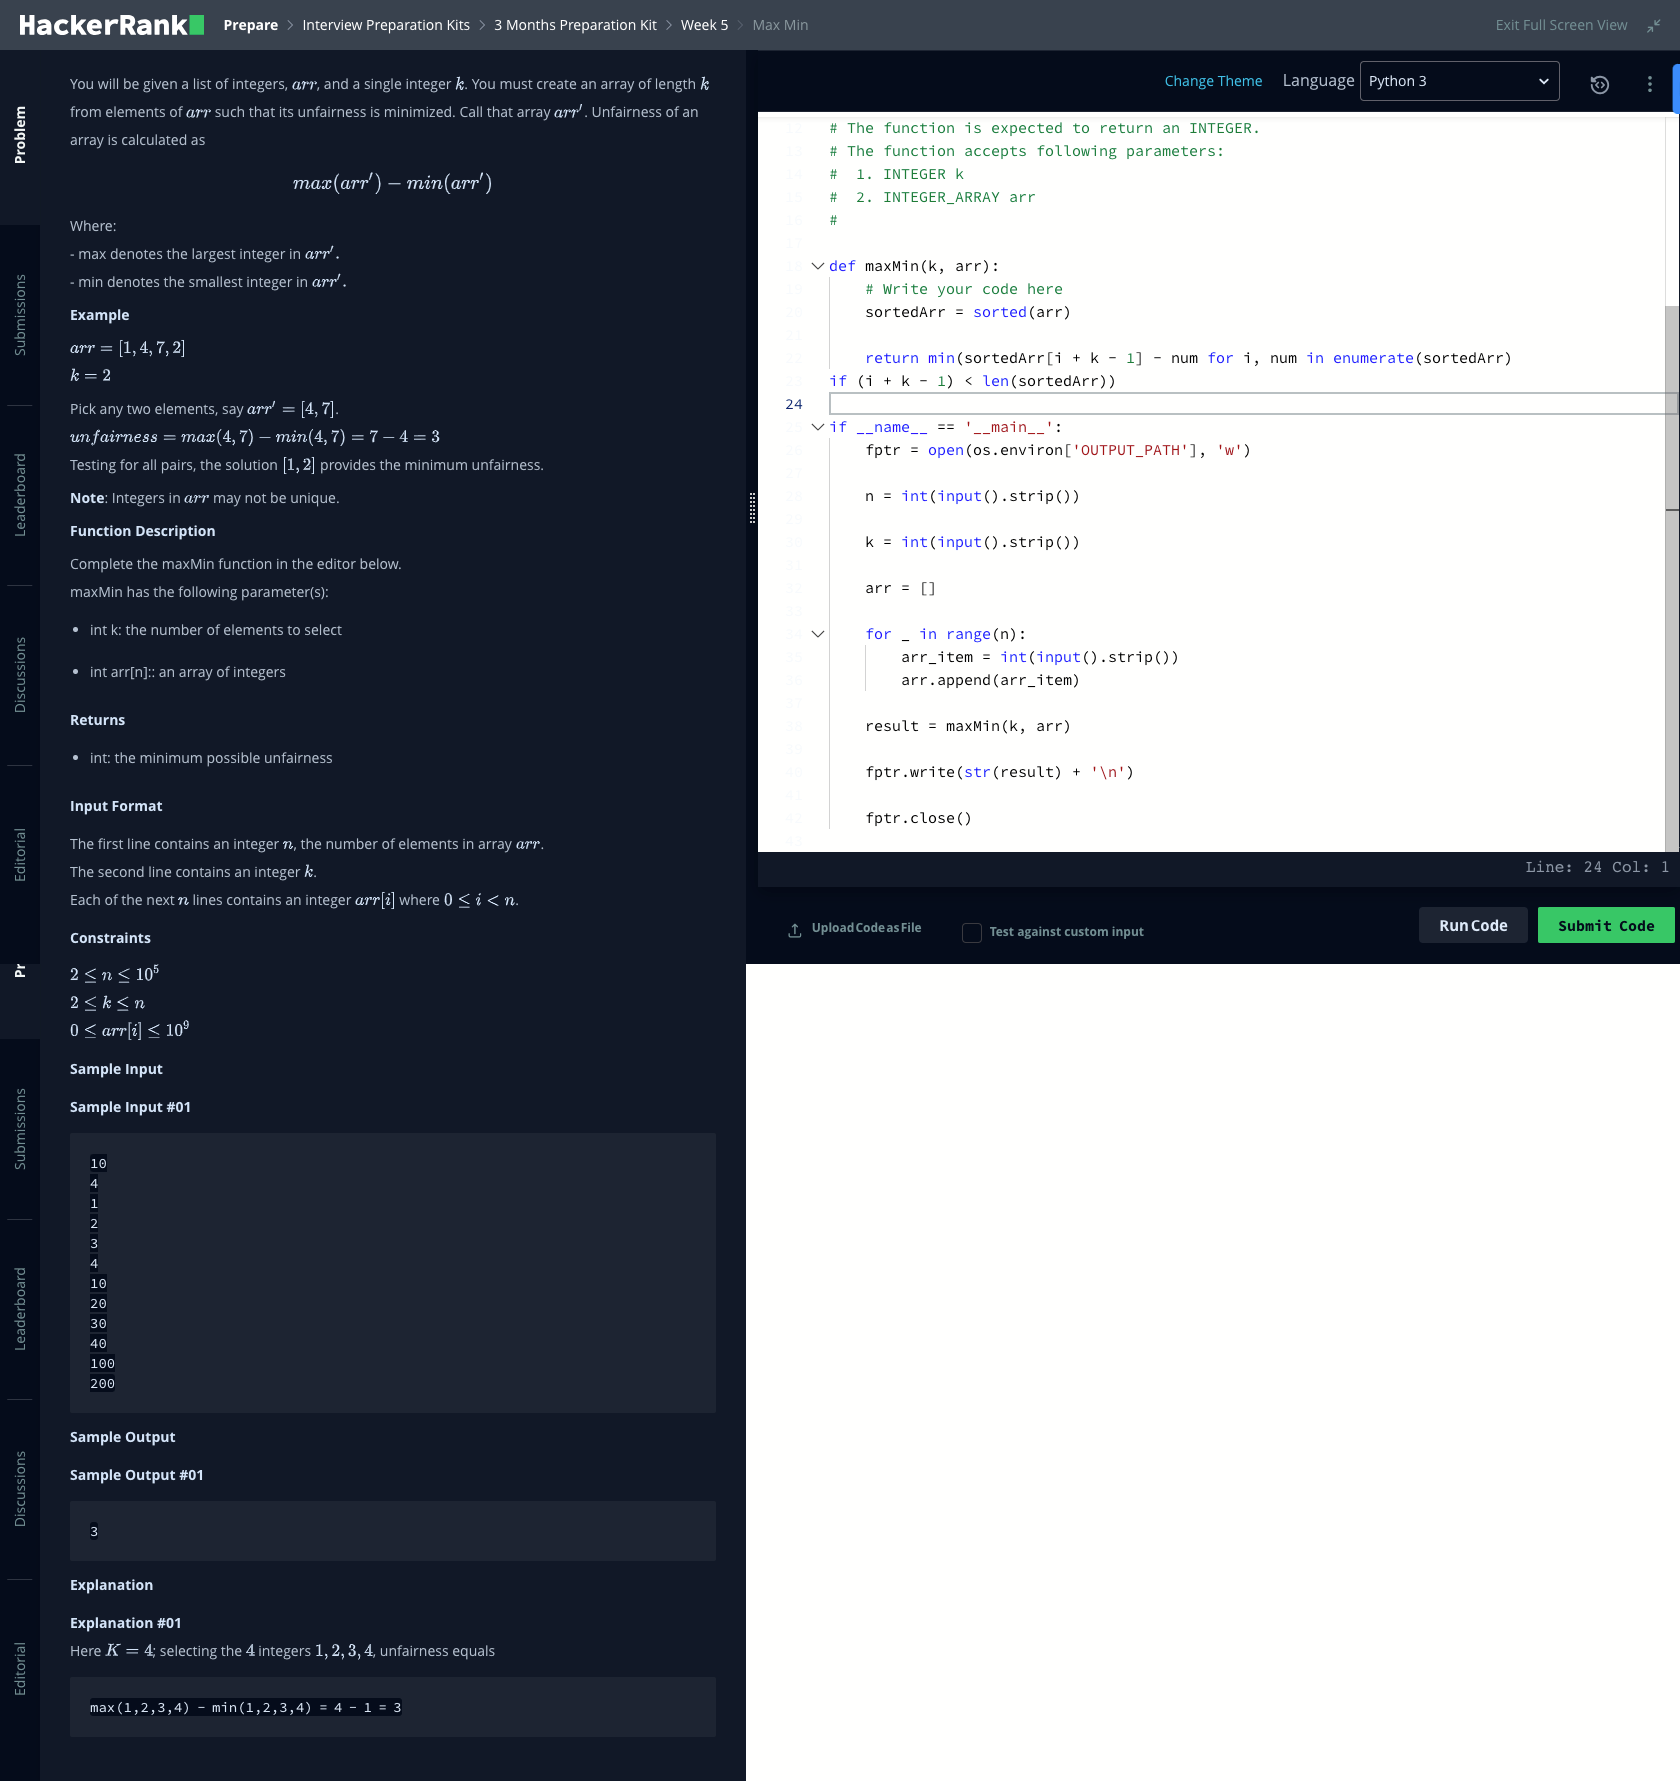 HackerRank
Prepare > Interview Preparation Kits > 3 Months Preparation Kit > Week 5 > Max Min
Exit Full Screen View
Problem
Submissions
Leaderboard
Discussions
Editorial
You will be given a list of integers, arr, and a single integer k. You must create an array of length k
from elements of arr such that its unfairness is minimized. Call that array arr′. Unfairness of an
array is calculated as
max(arr′) − min(arr′)
Where:
- max denotes the largest integer in arr′.
- min denotes the smallest integer in arr′.
Example
arr = [1, 4, 7, 2]
k = 2
Pick any two elements, say arr′ = [4, 7].
unfairness = max(4, 7) − min(4, 7) = 7 − 4 = 3
Testing for all pairs, the solution [1, 2] provides the minimum unfairness.
Note: Integers in arr may not be unique.
Function Description
Complete the maxMin function in the editor below.
maxMin has the following parameter(s):
• int k: the number of elements to select
• int arr[n]:: an array of integers
Returns
• int: the minimum possible unfairness
Input Format
The first line contains an integer n, the number of elements in array arr.
The second line contains an integer k.
Each of the next n lines contains an integer arr[i] where 0 ≤ i < n.
Constraints
2 ≤ n ≤ 10⁵
2 ≤ k ≤ n
0 ≤ arr[i] ≤ 10⁹
Pr
Submissions
Leaderboard
Discussions
Editorial
Sample Input
Sample Input #01
10
4
1
2
3
4
10
20
30
40
100
200
Sample Output
Sample Output #01
3
Explanation
Explanation #01
Here K = 4; selecting the 4 integers 1, 2, 3, 4, unfairness equals
max(1,2,3,4) - min(1,2,3,4) = 4 - 1 = 3
Change Theme Language Python 3
# The function is expected to return an INTEGER.
# The function accepts following parameters:
#  1. INTEGER k
#  2. INTEGER_ARRAY arr
#
def maxMin(k, arr):
    # Write your code here
    sortedArr = sorted(arr)
    return min(sortedArr[i + k - 1] - num for i, num in enumerate(sortedArr)
if (i + k - 1) < len(sortedArr))
24
if __name__ == '__main__':
    fptr = open(os.environ['OUTPUT_PATH'], 'w')
    n = int(input().strip())
    k = int(input().strip())
    arr = []
    for _ in range(n):
        arr_item = int(input().strip())
        arr.append(arr_item)
    result = maxMin(k, arr)
    fptr.write(str(result) + '\n')
    fptr.close()
Line: 24 Col: 1
Upload Code as File
Test against custom input
Run Code
Submit Code